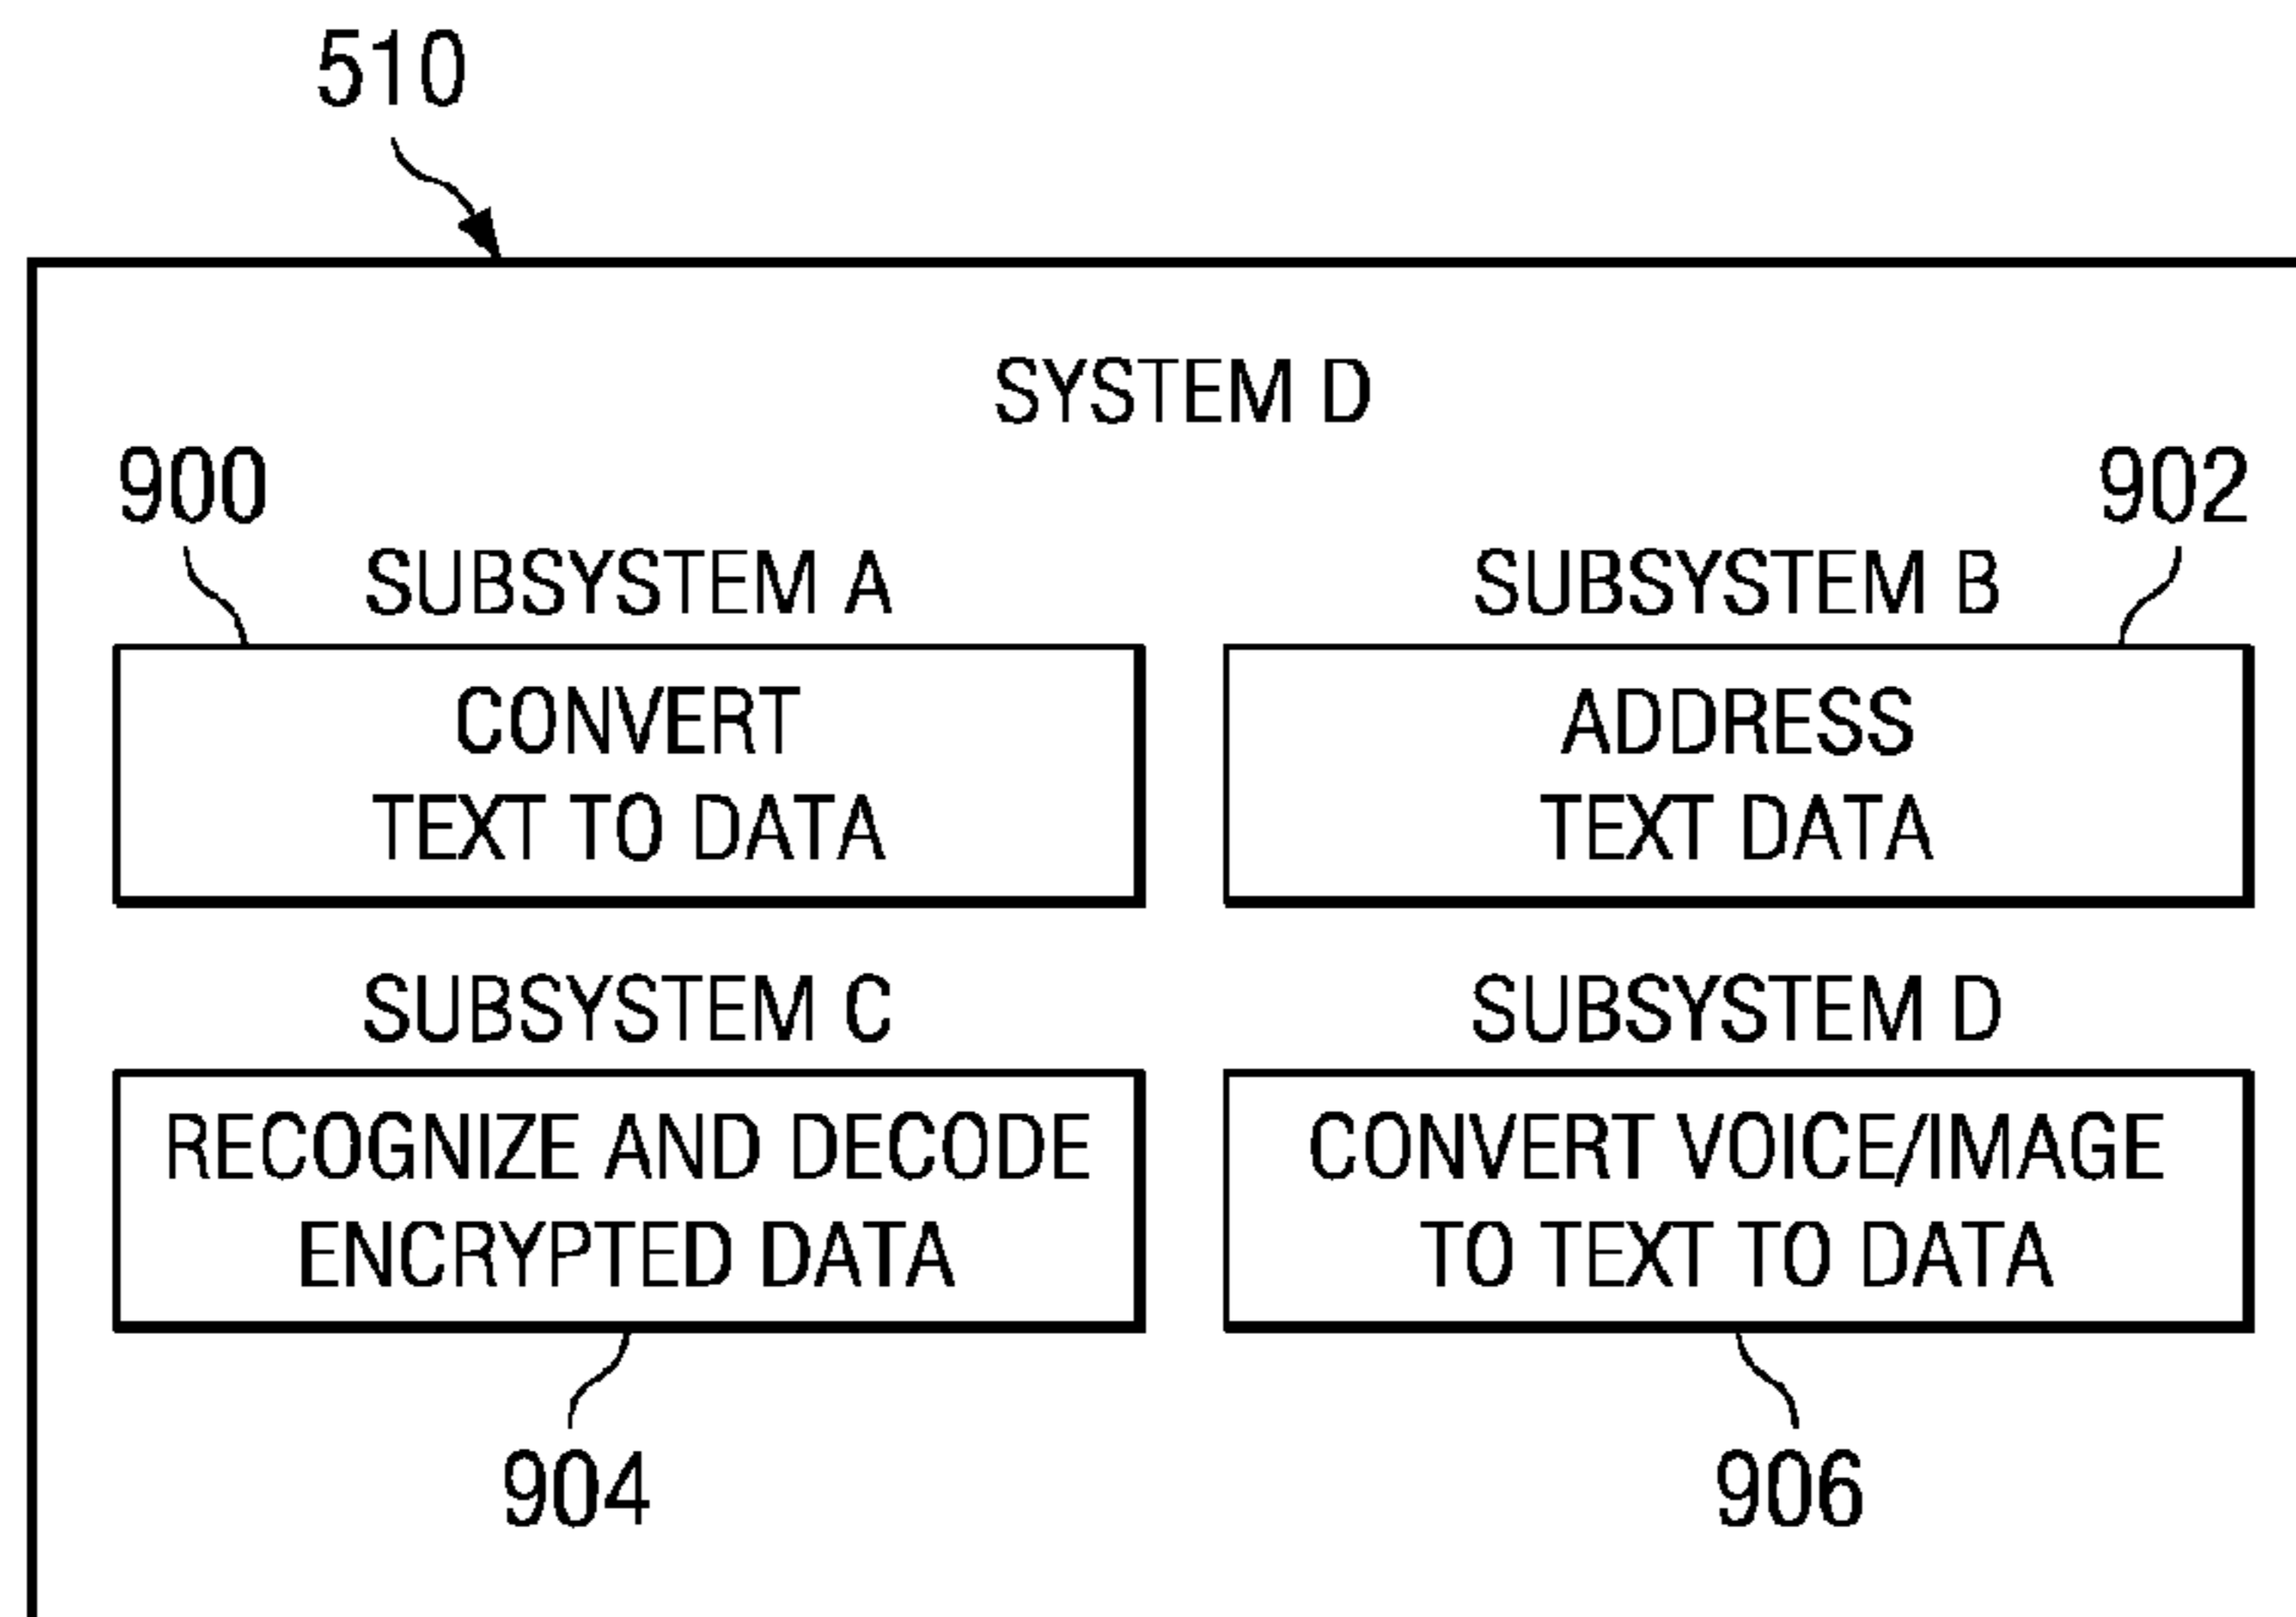 510
SYSTEM D
900
902
SUBSYSTEM A
SUBSYSTEM B
CONVERT
TEXT TO DATA
ADDRESS
TEXT DATA
SUBSYSTEM C
SUBSYSTEM D
RECOGNIZE AND DECODE
ENCRYPTED DATA
CONVERT VOICE/IMAGE
TO TEXT TO DATA
904
906